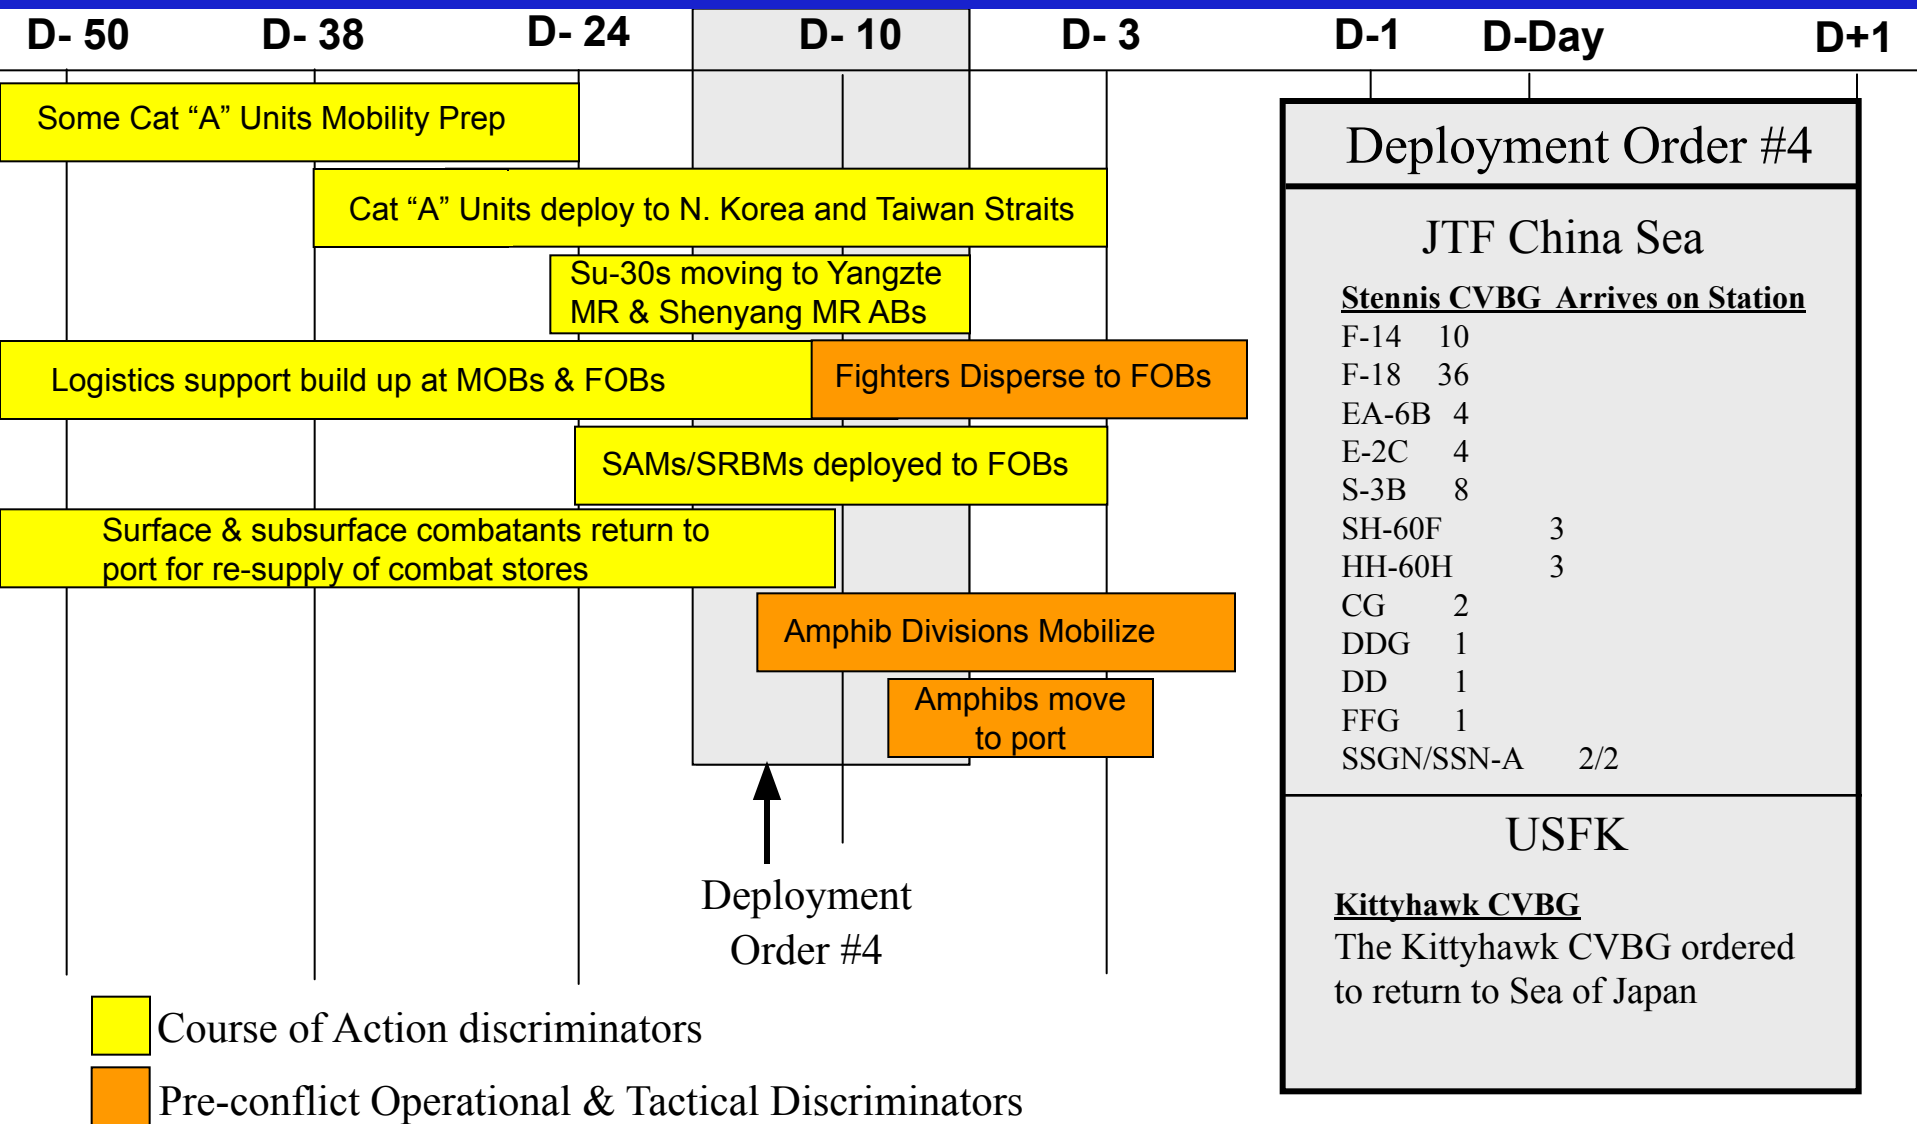 D- 50 D- 38 D- 24 D- 10 D- 3 D-1 D-Day D+1
Some Cat “A” Units Mobility Prep
Cat “A” Units deploy to N. Korea and Taiwan Straits
Su-30s moving to Yangzte
MR & Shenyang MR ABs
Logistics support build up at MOBs & FOBs
Fighters Disperse to FOBs
SAMs/SRBMs deployed to FOBs
Surface & subsurface combatants return to
port for re-supply of combat stores
Amphib Divisions Mobilize
Amphibs move
to port
Deployment
Order #4
Course of Action discriminators
Pre-conflict Operational & Tactical Discriminators
Deployment Order #4
JTF China Sea
Stennis CVBG Arrives on Station
F-14 10
F-18 36
EA-6B 4
E-2C 4
S-3B 8
SH-60F 3
HH-60H 3
CG 2
DDG 1
DD 1
FFG 1
SSGN/SSN-A 2/2
USFK
Kittyhawk CVBG
The Kittyhawk CVBG ordered
to return to Sea of Japan